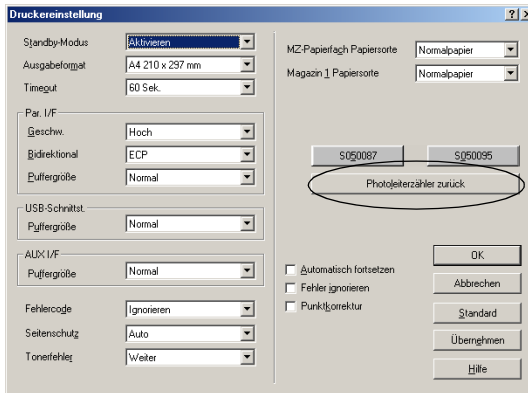 Druckereinstellung
Standby-Modus Aktivieren
Ausgabeformat A4 210 x 297 mm
Timeout 60 Sek.
Par. I/F
Geschw. Hoch
Bidirektional ECP
Puffergröße Normal
USB-Schnittst.
Puffergröße Normal
AUX I/F
Puffergröße Normal
Fehlercode Ignorieren
Seitenschutz Auto
Tonerfehler Weiter
MZ-Papierfach Papiersorte Normalpapier
Magazin 1 Papiersorte Normalpapier
S050087 S050095
Photoleiterzähler zurück
Automatisch fortsetzen
Fehler ignorieren
Punktkorrektur
OK
Abbrechen
Standard
Übernehmen
Hilfe